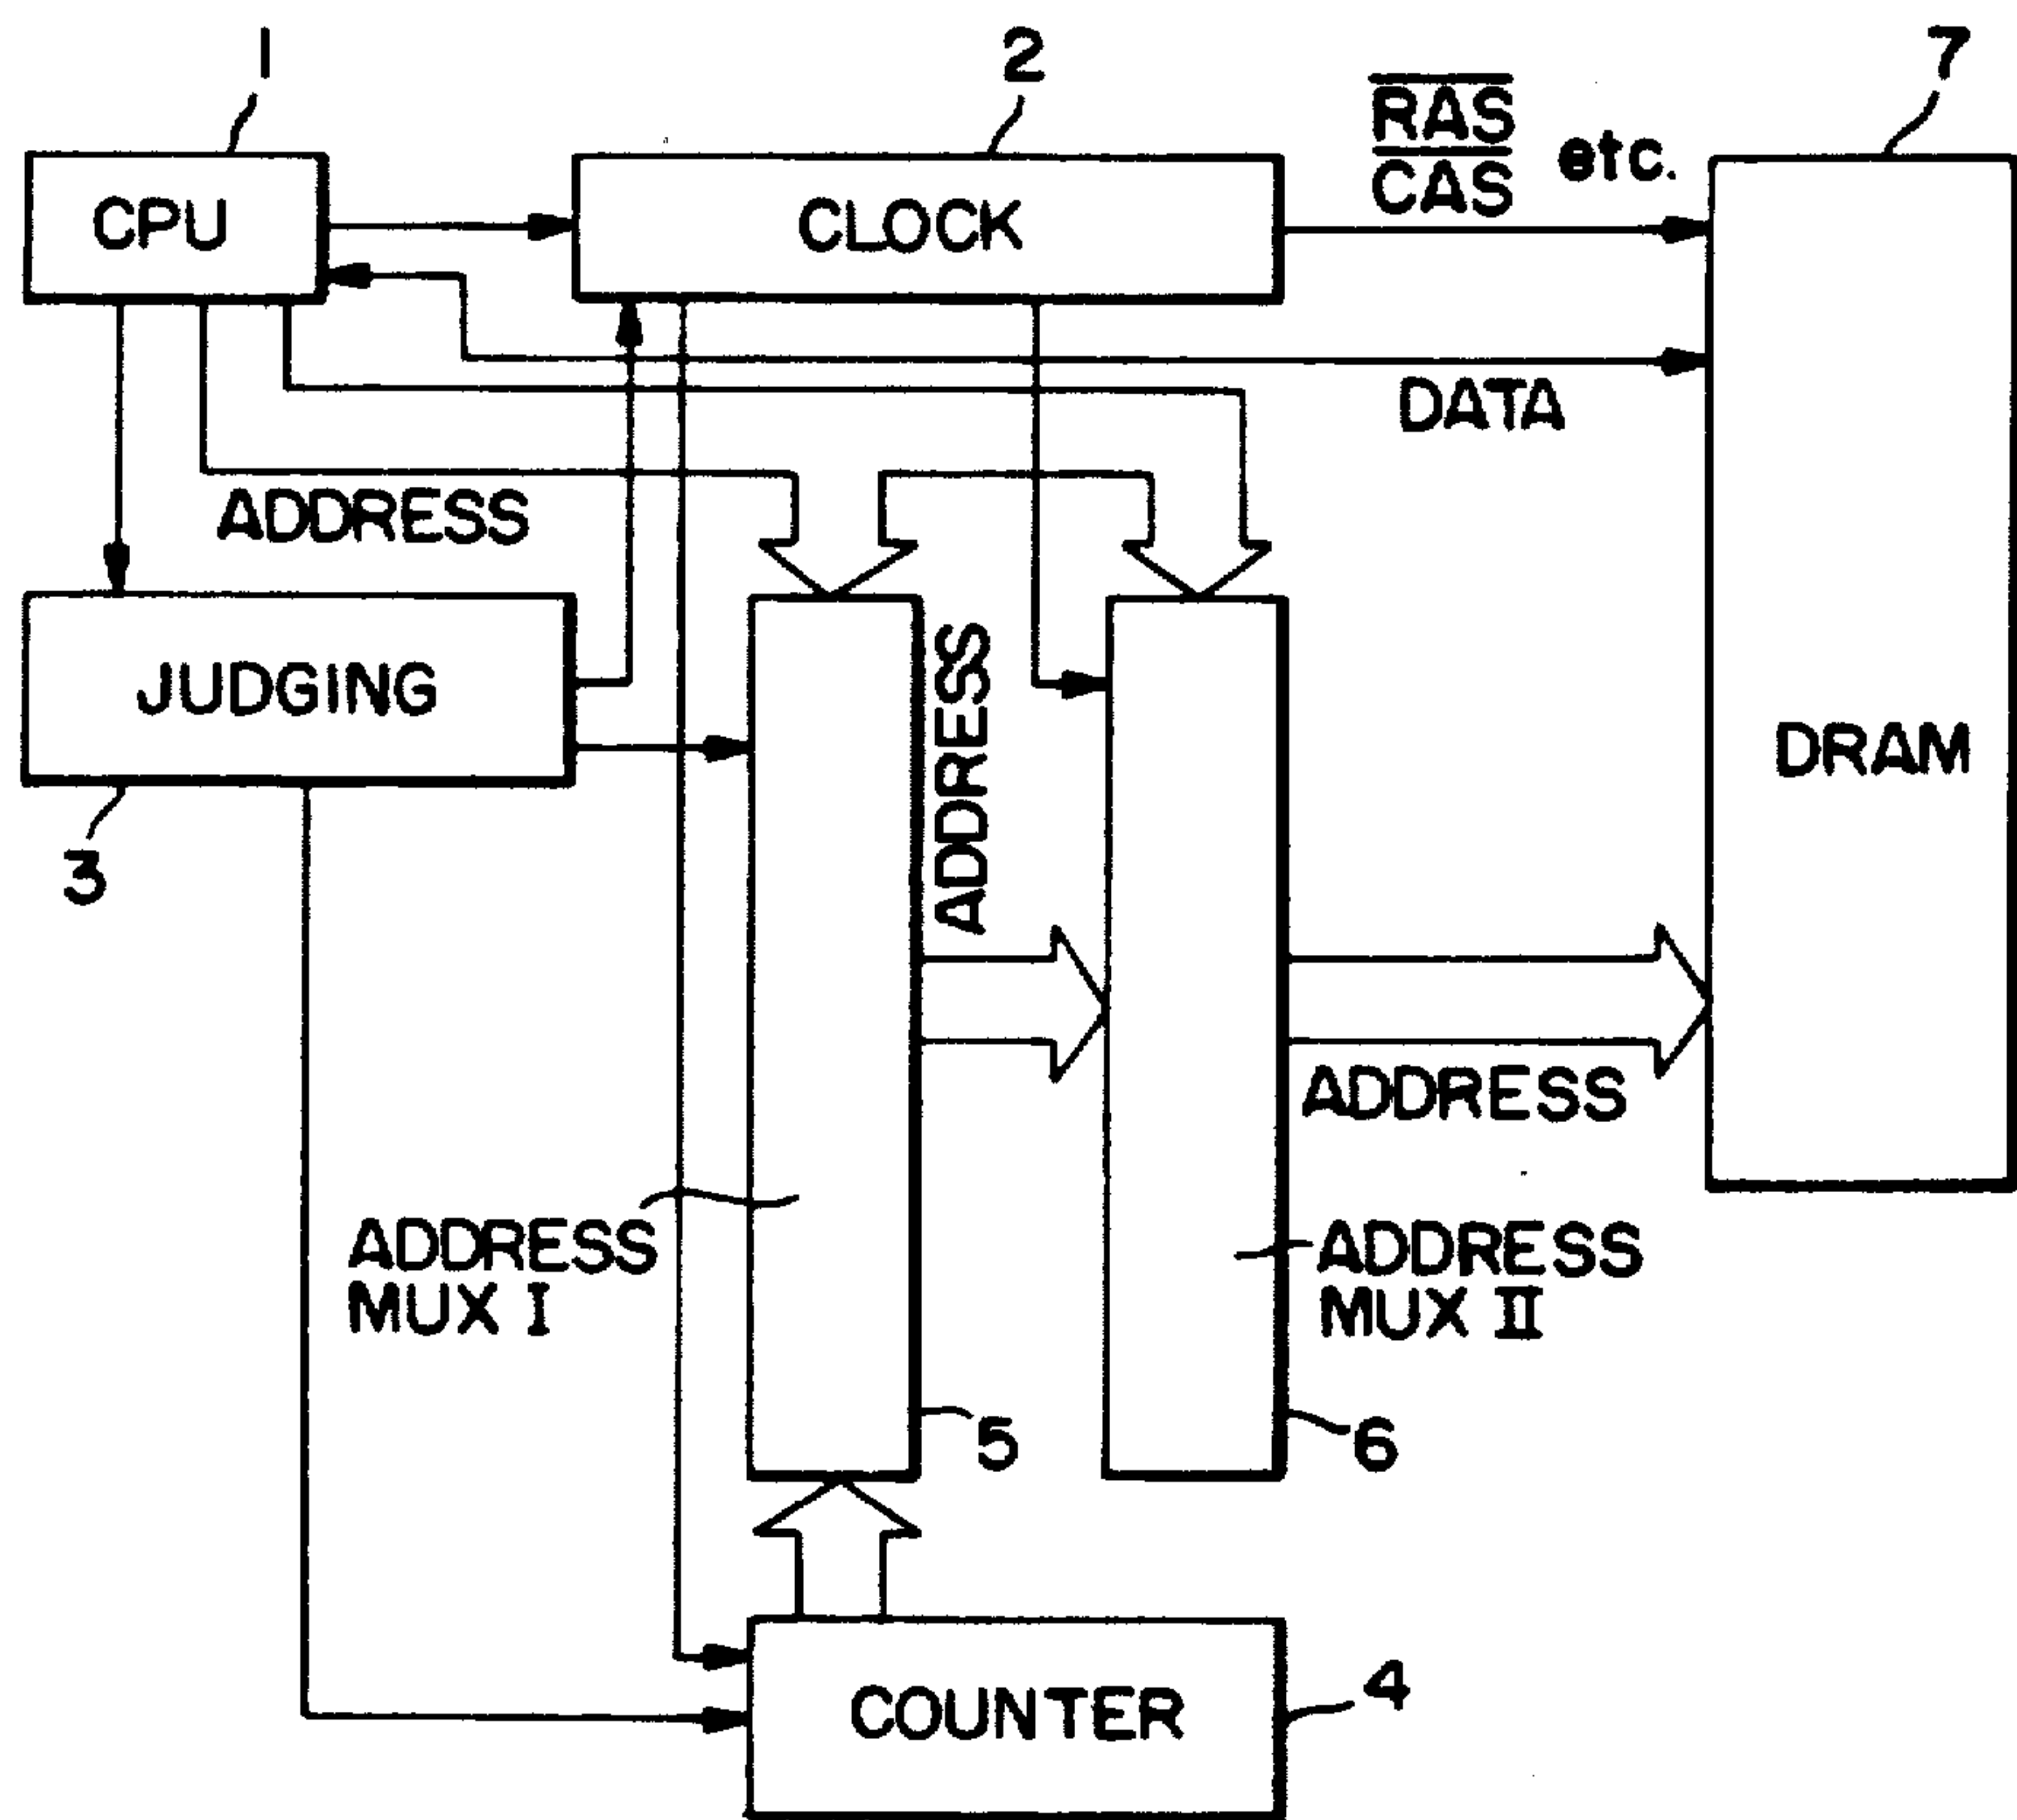 1
2
7
RAS
CAS etc.
CPU
CLOCK
DATA
ADDRESS
JUDGING
ADDRESS
DRAM
3
ADDRESS
ADDRESS
MUX I
ADDRESS
MUX II
5
6
4
COUNTER